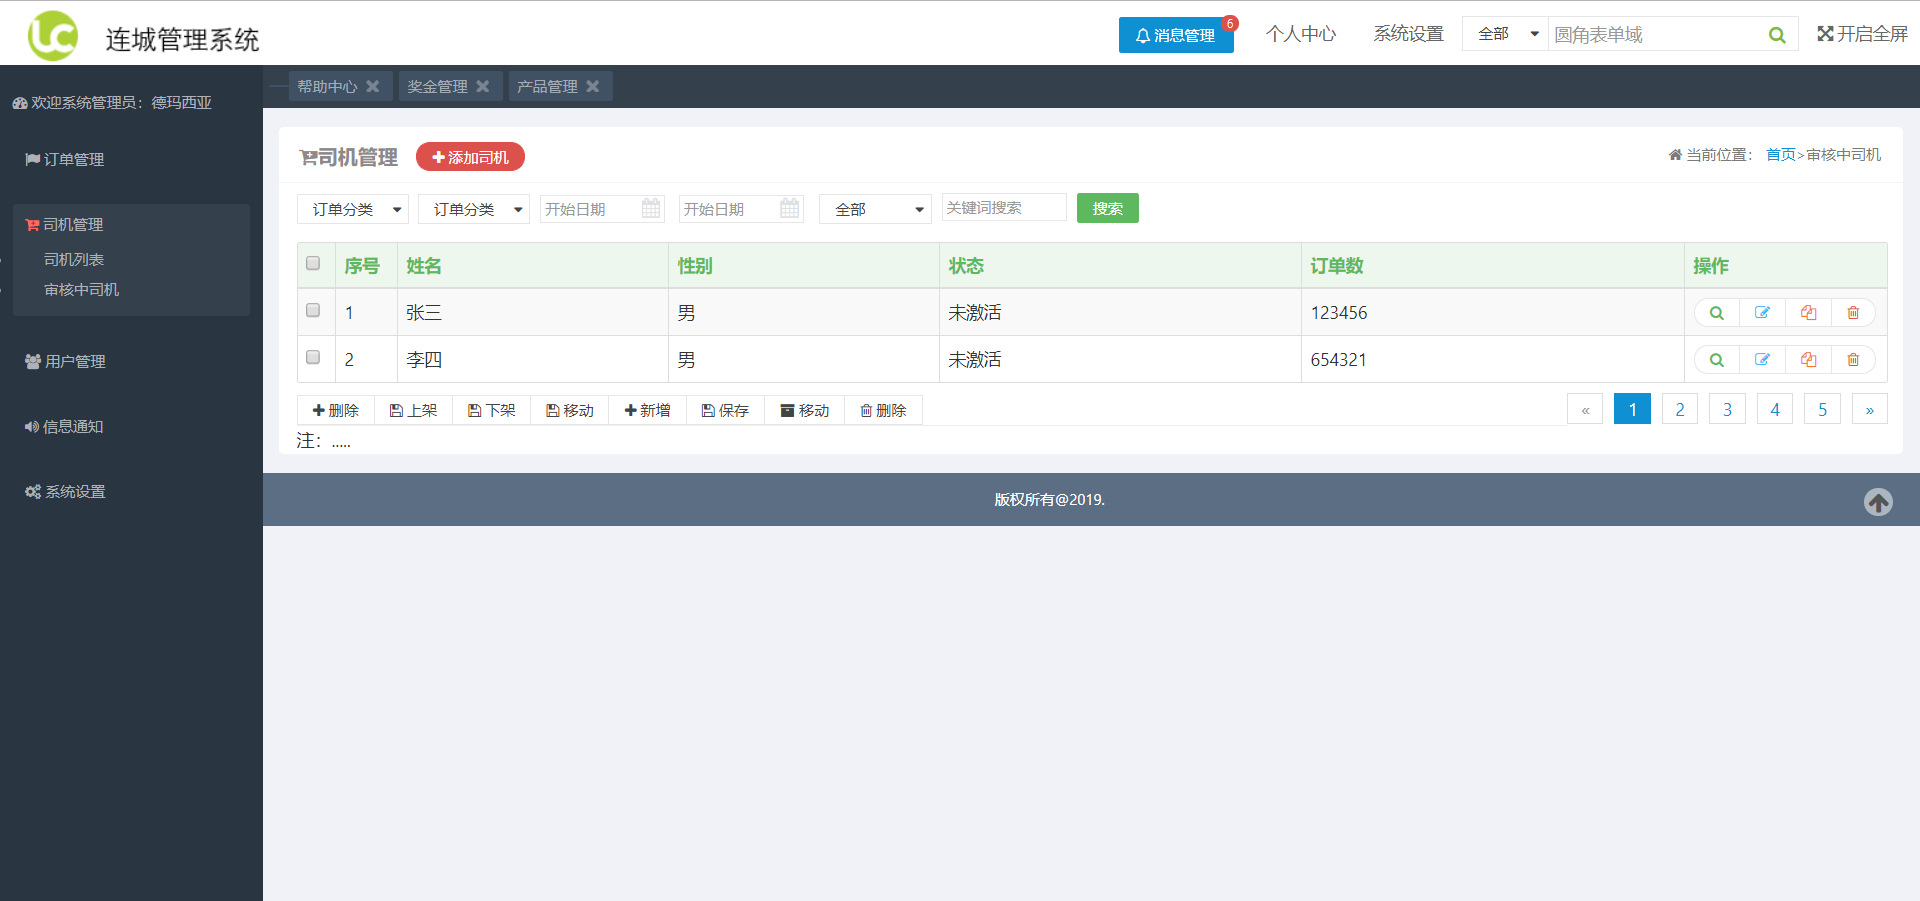 LC 连城管理系统 消息管理 6 个人中心 系统设置 全部 圆角表单域 开启全屏
帮助中心 奖金管理 产品管理
欢迎系统管理员：德玛西亚
订单管理
司机管理
司机列表
审核中司机
用户管理
信息通知
系统设置
司机管理 添加司机 当前位置： 首页>审核中司机
订单分类 订单分类 开始日期 开始日期 全部 关键词搜索 搜索
序号 姓名 性别 状态 订单数 操作
1 张三 男 未激活 123456
2 李四 男 未激活 654321
删除 上架 下架 移动 新增 保存 移动 删除 « 1 2 3 4 5 »
注：.....
版权所有@2019.